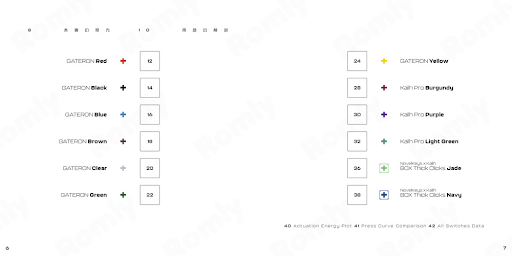 8
10
GATERON Red 12
GATERON Black 14
GATERON Blue 16
GATERON Brown 18
GATERON Clear 20
GATERON Green 22
24 GATERON Yellow
28 Kailh Pro Burgundy
30 Kailh Pro Purple
32 Kailh Pro Light Green
Novelkeys x Kailh
36 BOX Thick Clicks Jade
Novelkeys x Kailh
38 BOX Thick Clicks Navy
40 Actuation Energy Plot 41 Press Curve Comparison 42 All Switches Data
6
7
Romly